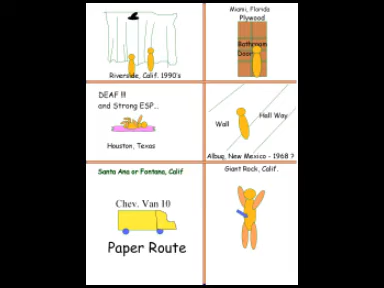 Riverside, Calif. 1990's
Miami, Florida
Plywood
Bathroom
Door
DEAF !!!
and Strong ESP...
Houston, Texas
Wall
Hall Way
Albuq, New Mexico - 1968 ?
Santa Ana or Fontana, Calif
Chev. Van 10
Paper Route
Giant Rock, Calif.